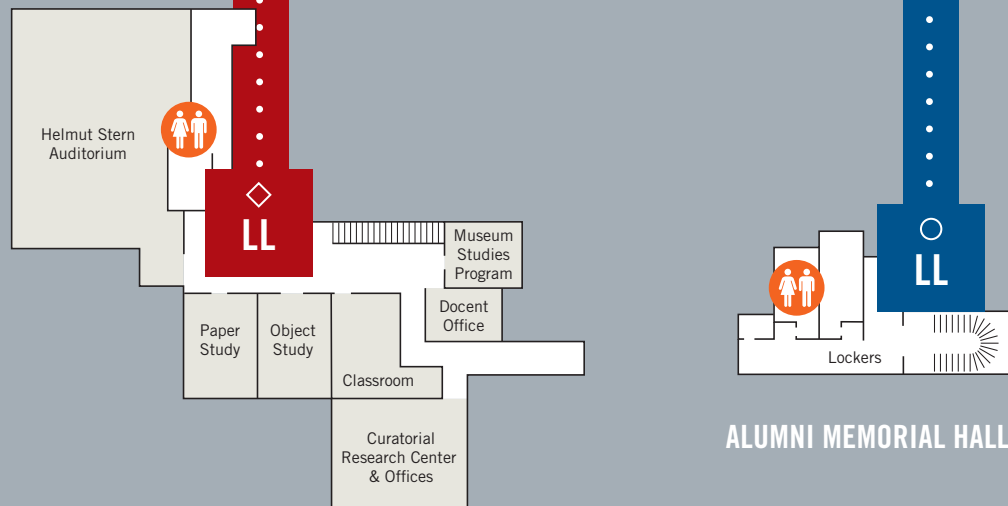 Helmut Stern
Auditorium
LL
Museum
Studies
Program
Docent
Office
Paper
Study
Object
Study
Classroom
Curatorial
Research Center
& Offices
LL
Lockers
ALUMNI MEMORIAL HALL